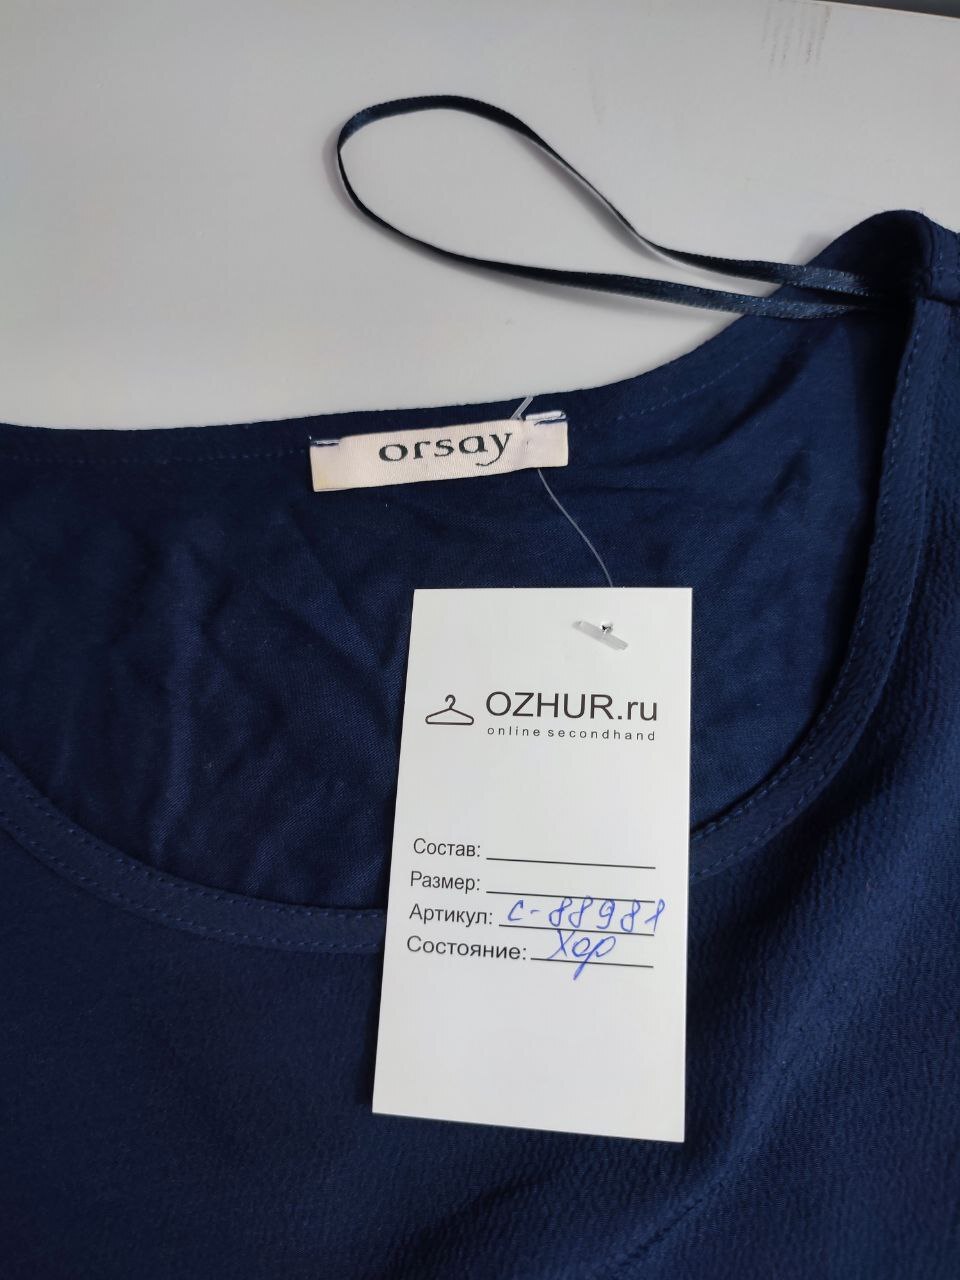 orsay
OZHUR.ru
online secondhand
Состав:
Размер:
Артикул: с-88981
Состояние: Хор